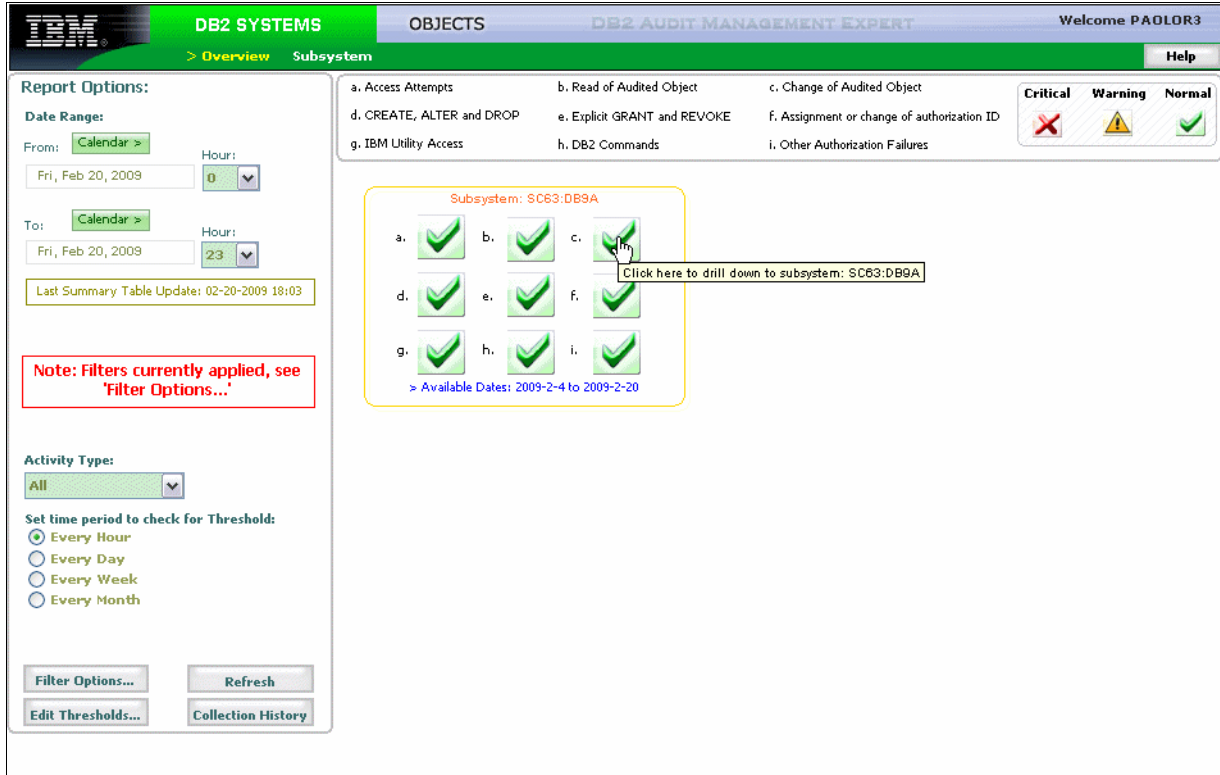 IBM®
DB2 SYSTEMS
OBJECTS
DB2 AUDIT MANAGEMENT EXPERT
Welcome PAOLOR3
> Overview
Subsystem
Help
Report Options:
Date Range:
From:
Calendar >
Hour:
Fri, Feb 20, 2009
0
To:
Calendar >
Hour:
Fri, Feb 20, 2009
23
Last Summary Table Update: 02-20-2009 18:03
Note: Filters currently applied, see
'Filter Options...'
Activity Type:
All
Set time period to check for Threshold:
Every Hour
Every Day
Every Week
Every Month
Filter Options...
Refresh
Edit Thresholds...
Collection History
a. Access Attempts
b. Read of Audited Object
c. Change of Audited Object
d. CREATE, ALTER and DROP
e. Explicit GRANT and REVOKE
f. Assignment or change of authorization ID
g. IBM Utility Access
h. DB2 Commands
i. Other Authorization Failures
Critical
Warning
Normal
Subsystem: SC63:DB9A
a.
b.
c.
Click here to drill down to subsystem: SC63:DB9A
d.
e.
f.
g.
h.
i.
> Available Dates: 2009-2-4 to 2009-2-20